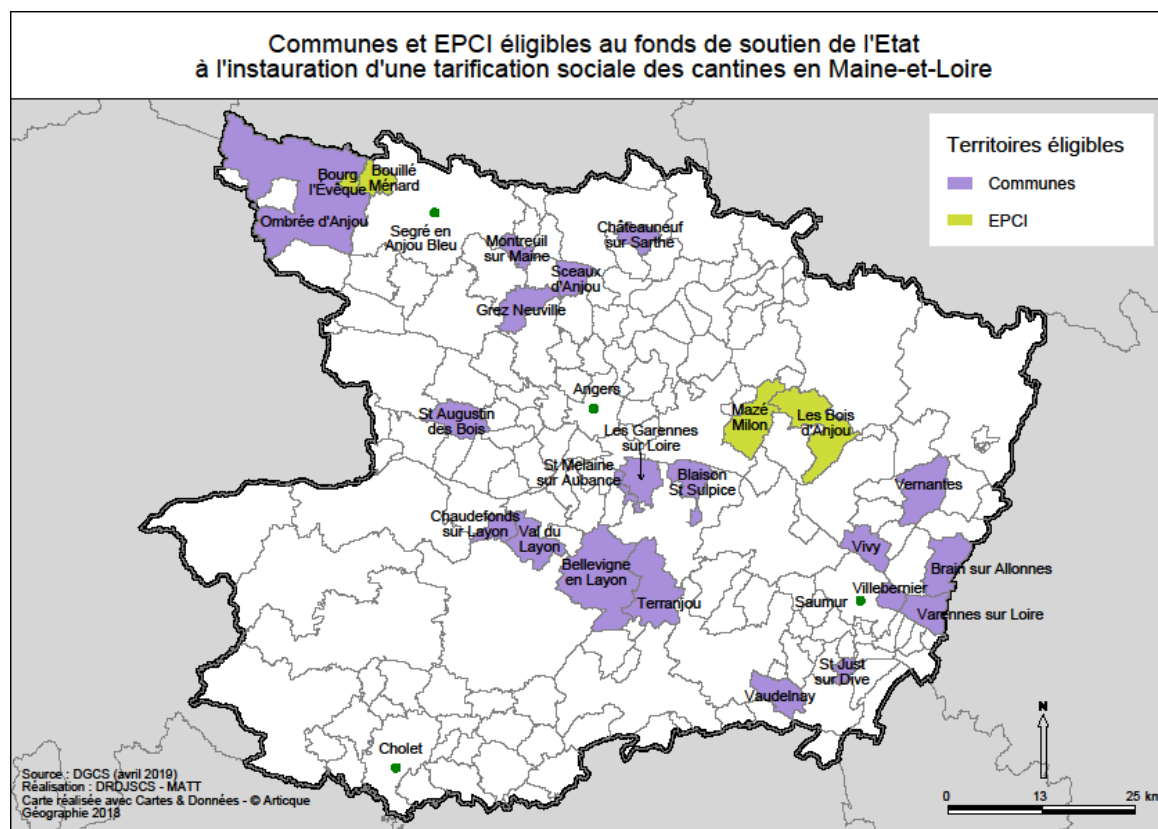 Communes et EPCI éligibles au fonds de soutien de l'Etat
à l'instauration d'une tarification sociale des cantines en Maine-et-Loire
Territoires éligibles
Communes
EPCI
Bourg
l'Évêque
Bouillé
Ménard
Ombrée d'Anjou
Segré en
Anjou Bleu
Montreuil
sur Maine
Châteauneuf
sur Sarthe
Sceaux
d'Anjou
Grez Neuville
Angers
St Augustin
des Bois
Les Garennes
sur Loire
Mazé
Milon
Les Bois
d'Anjou
St Melaine
sur Aubance
Blaison
St Sulpice
Vernantes
Chaudefonds
sur Layon
Val du
Layon
Bellevigne
en Layon
Terranjou
Vivy
Brain sur Allonnes
Villebernier
Saumur
Varennes sur Loire
St Just
sur Dive
Vaudelnay
Cholet
N
0 13 25 km
Source : DGCS (avril 2019)
Réalisation : DRDJSCS - MATT
Carte réalisée avec Cartes & Données - © Articque
Géographie 2018